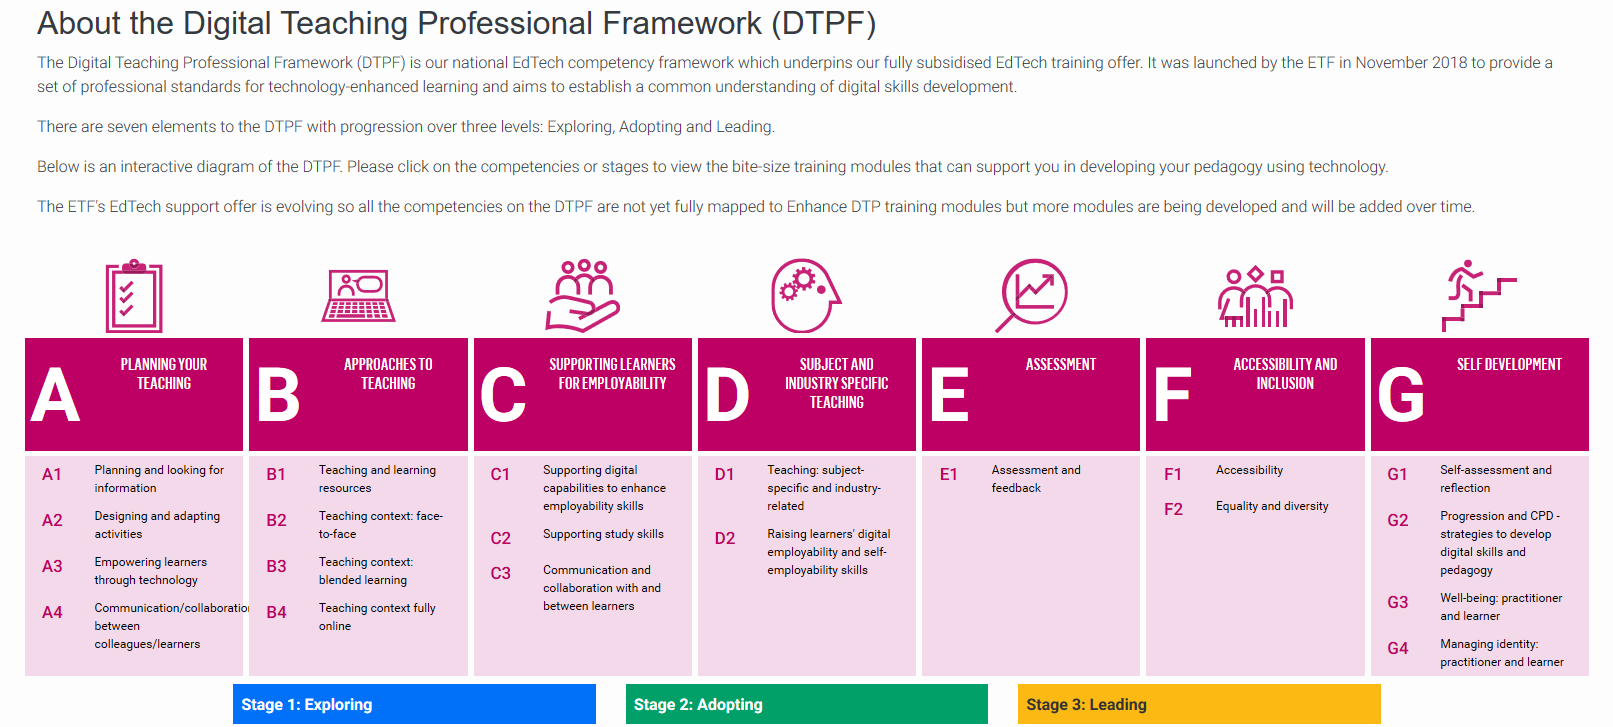 About the Digital Teaching Professional Framework (DTPF)
The Digital Teaching Professional Framework (DTPF) is our national EdTech competency framework which underpins our fully subsidised EdTech training offer. It was launched by the ETF in November 2018 to provide a
set of professional standards for technology-enhanced learning and aims to establish a common understanding of digital skills development.
There are seven elements to the DTPF with progression over three levels: Exploring, Adopting and Leading.
Below is an interactive diagram of the DTPF. Please click on the competencies or stages to view the bite-size training modules that can support you in developing your pedagogy using technology.
The ETF's EdTech support offer is evolving so all the competencies on the DTPF are not yet fully mapped to Enhance DTP training modules but more modules are being developed and will be added over time.
A
PLANNING YOUR
TEACHING
A1 Planning and looking for
information
A2 Designing and adapting
activities
A3 Empowering learners
through technology
A4 Communication/collaboratio
between
colleagues/learners
B
APPROACHES TO
TEACHING
B1 Teaching and learning
resources
B2 Teaching context: face-
to-face
B3 Teaching context:
blended learning
B4 Teaching context fully
online
C
SUPPORTING LEARNERS
FOR EMPLOYABILITY
C1 Supporting digital
capabilities to enhance
employability skills
C2 Supporting study skills
C3 Communication and
collaboration with and
between learners
D
SUBJECT AND
INDUSTRY SPECIFIC
TEACHING
D1 Teaching: subject-
specific and industry-
related
D2 Raising learners' digital
employability and self-
employability skills
E
ASSESSMENT
E1 Assessment and
feedback
F
ACCESSIBILITY AND
INCLUSION
F1 Accessibility
F2 Equality and diversity
G
SELF DEVELOPMENT
G1 Self-assessment and
reflection
G2 Progression and CPD -
strategies to develop
digital skills and
pedagogy
G3 Well-being: practitioner
and learner
G4 Managing identity:
practitioner and learner
Stage 1: Exploring
Stage 2: Adopting
Stage 3: Leading